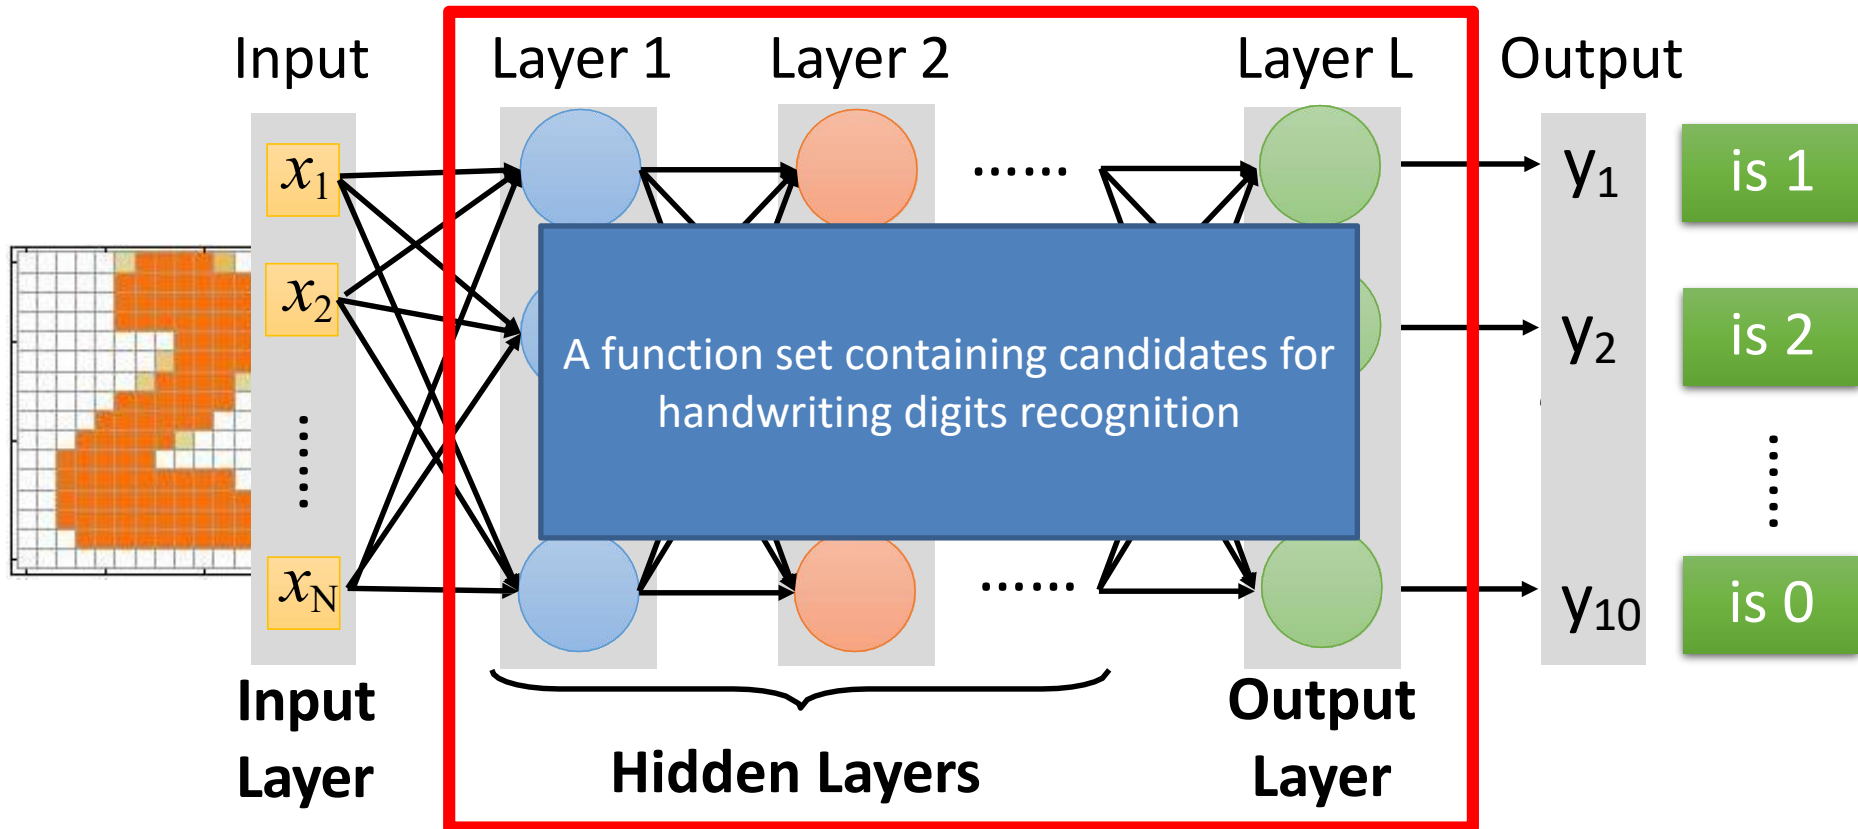 Input
Layer 1
Layer 2
Layer L
Output
x1
x2
......
xN
......
......
A function set containing candidates for
handwriting digits recognition
y1
y2
y10
is 1
is 2
......
is 0
Input
Layer
Hidden Layers
Output
Layer